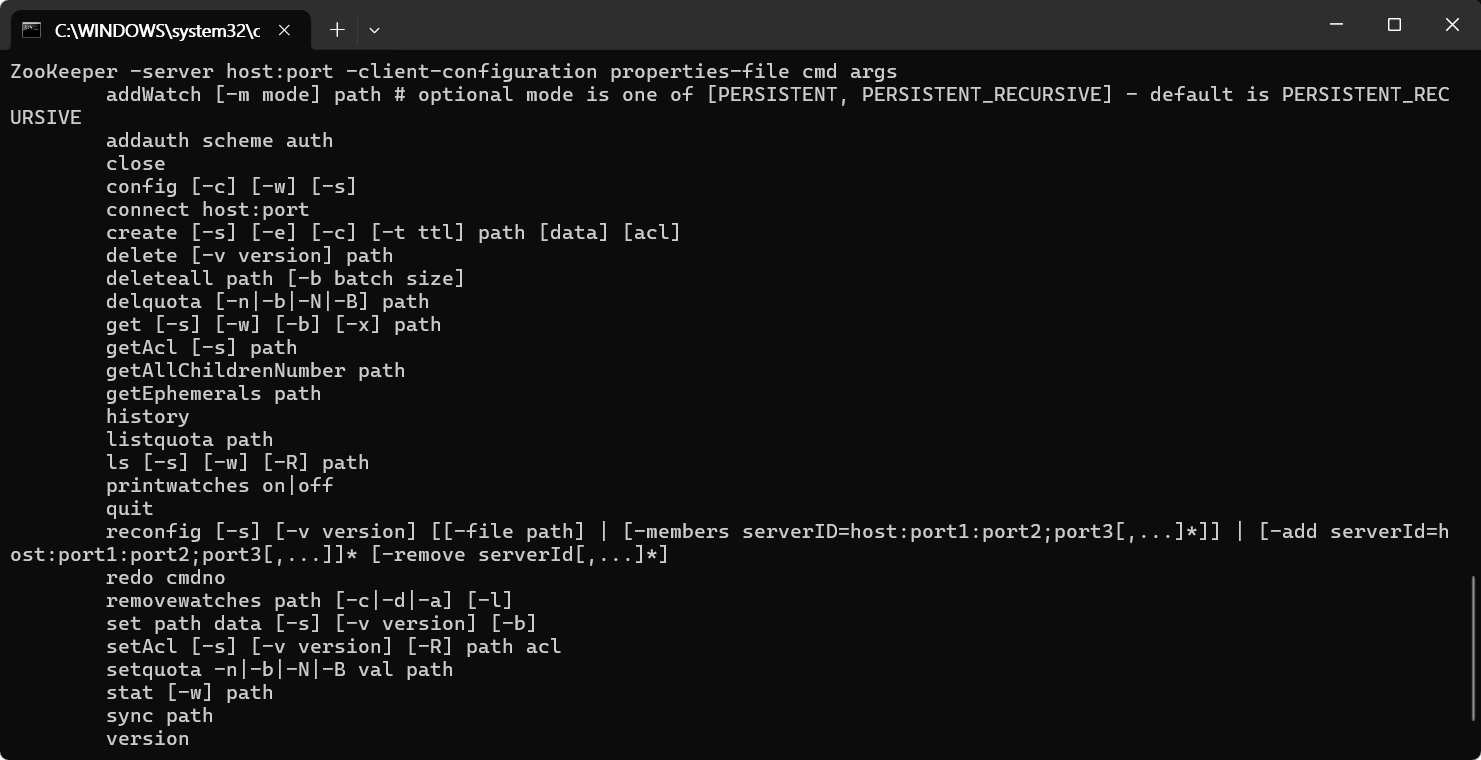 C:\WINDOWS\system32\c
ZooKeeper -server host:port -client-configuration properties-file cmd args
addWatch [-m mode] path # optional mode is one of [PERSISTENT, PERSISTENT_RECURSIVE] - default is PERSISTENT_REC
URSIVE
addauth scheme auth
close
config [-c] [-w] [-s]
connect host:port
create [-s] [-e] [-c] [-t ttl] path [data] [acl]
delete [-v version] path
deleteall path [-b batch size]
delquota [-n|-b|-N|-B] path
get [-s] [-w] [-b] [-x] path
getAcl [-s] path
getAllChildrenNumber path
getEphemerals path
history
listquota path
ls [-s] [-w] [-R] path
printwatches on|off
quit
reconfig [-s] [-v version] [[-file path] | [-members serverID=host:port1:port2;port3[,...]*]] | [-add serverId=h
ost:port1:port2;port3[,...]]* [-remove serverId[,...]*]
redo cmdno
removewatches path [-c|-d|-a] [-l]
set path data [-s] [-v version] [-b]
setAcl [-s] [-v version] [-R] path acl
setquota -n|-b|-N|-B val path
stat [-w] path
sync path
version